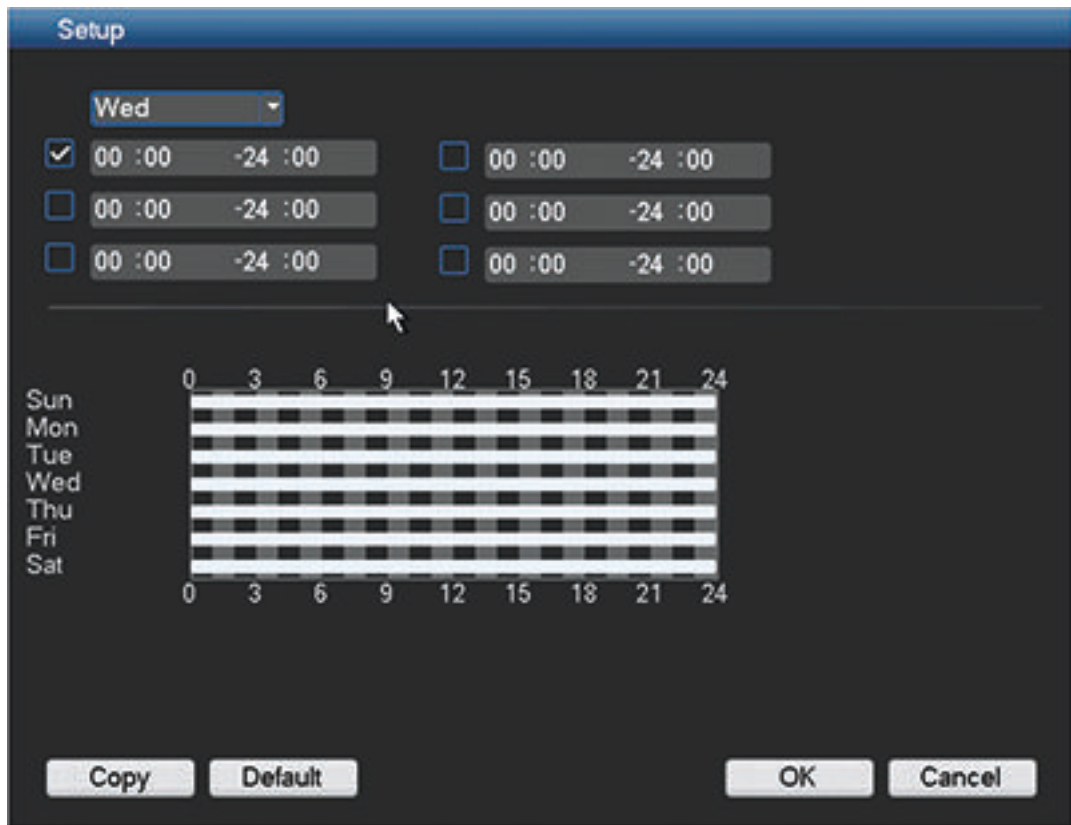 Setup
Wed
00 :00 -24 :00 00 :00 -24 :00
00 :00 -24 :00 00 :00 -24 :00
00 :00 -24 :00 00 :00 -24 :00
0 3 6 9 12 15 18 21 24
Sun
Mon
Tue
Wed
Thu
Fri
Sat
0 3 6 9 12 15 18 21 24
Copy Default OK Cancel